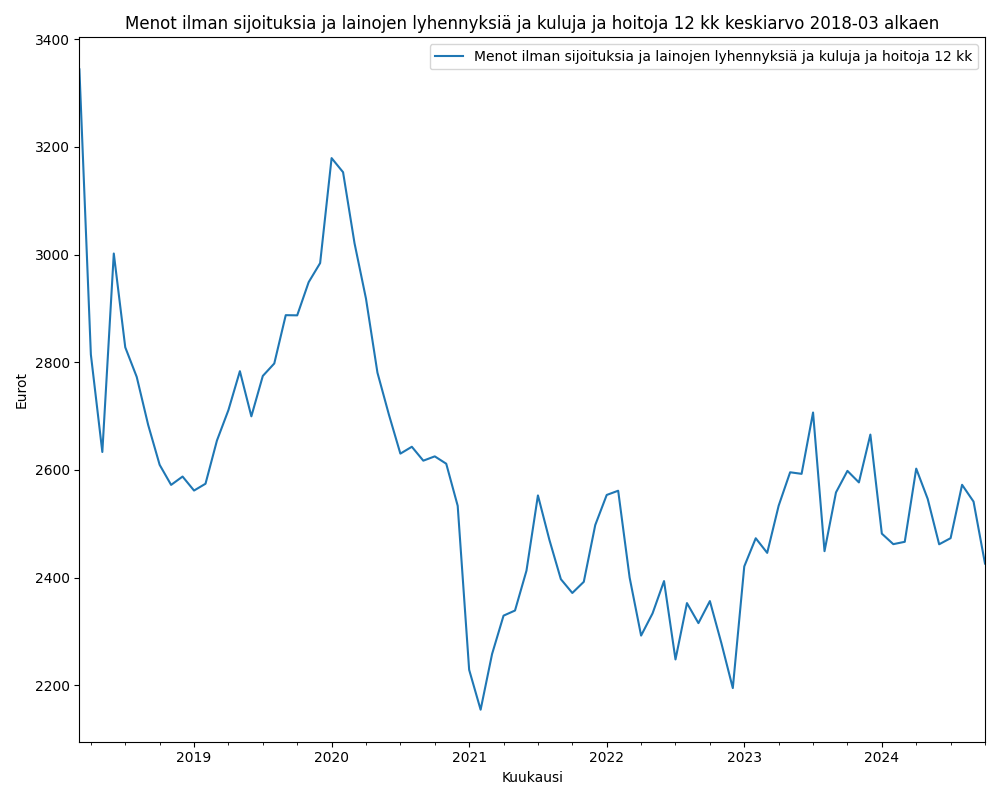 Menot ilman sijoituksia ja lainojen lyhennyksiä ja kuluja ja hoitoja 12 kk keskiarvo 2018-03 alkaen
Menot ilman sijoituksia ja lainojen lyhennyksiä ja kuluja ja hoitoja 12 kk
3400
3200
3000
2800
2600
2400
2200
Eurot
2019 2020 2021 2022 2023 2024
Kuukausi